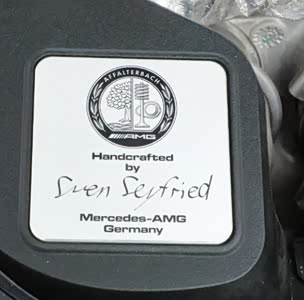 AFFALTERBACH
AMG
Handcrafted
by
Sven Seyfried
Mercedes-AMG
Germany